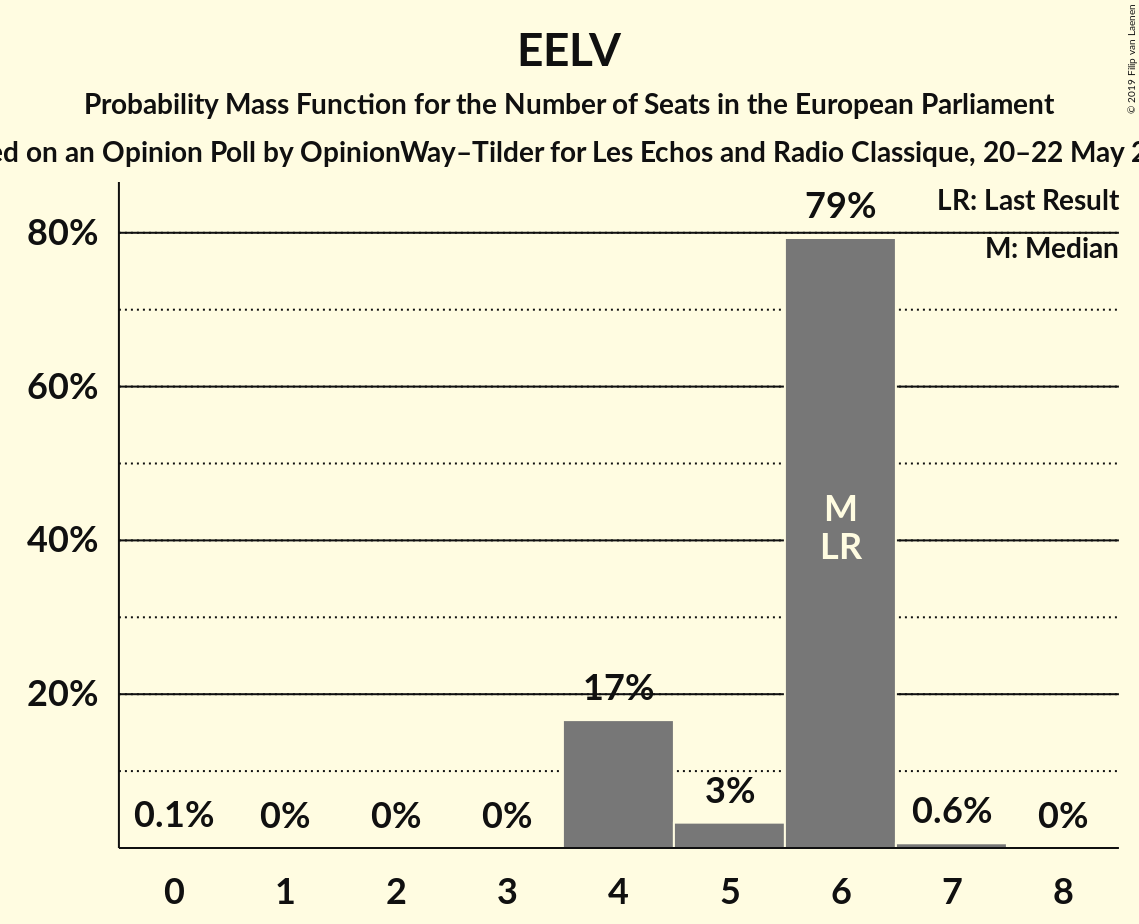 EELV
Probability Mass Function for the Number of Seats in the European Parliament
on an Opinion Poll by OpinionWay–Tilder for Les Echos and Radio Classique, 20–22 May
© 2019 Filip van Laenen
LR: Last Result
M: Median
80%
60%
40%
20%
0.1%
0%
0%
0%
17%
3%
79%
0.6%
0%
M
LR
0 1 2 3 4 5 6 7 8